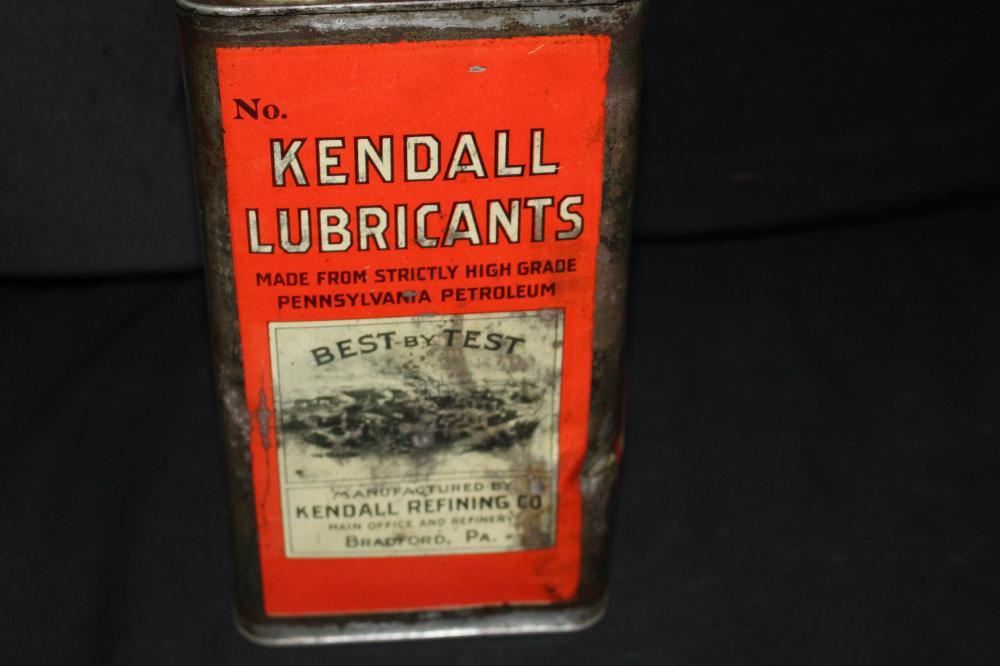 No.
KENDALL
LUBRICANTS
MADE FROM STRICTLY HIGH GRADE
PENNSYLVANIA PETROLEUM
BEST-BY TEST
MANUFACTURED BY
KENDALL REFINING CO
MAIN OFFICE AND REFINERY
BRADFORD, PA.